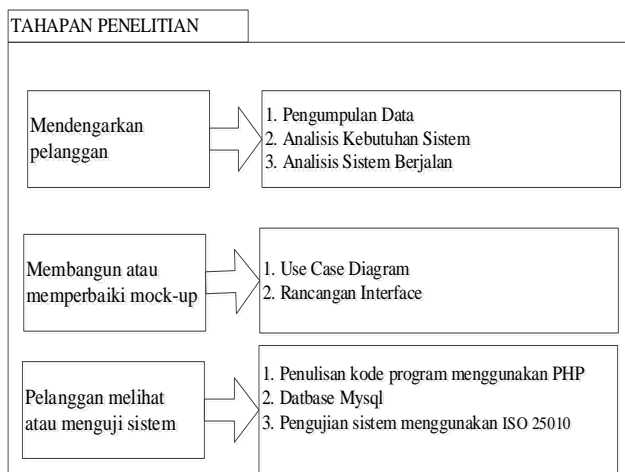 TAHAPAN PENELITIAN
Mendengarkan
pelanggan
1. Pengumpulan Data
2. Analisis Kebutuhan Sistem
3. Analisis Sistem Berjalan
Membangun atau
memperbaiki mock-up
1. Use Case Diagram
2. Rancangan Interface
Pelanggan melihat
atau menguji sistem
1. Penulisan kode program menggunakan PHP
2. Datbase Mysql
3. Pengujian sistem menggunakan ISO 25010